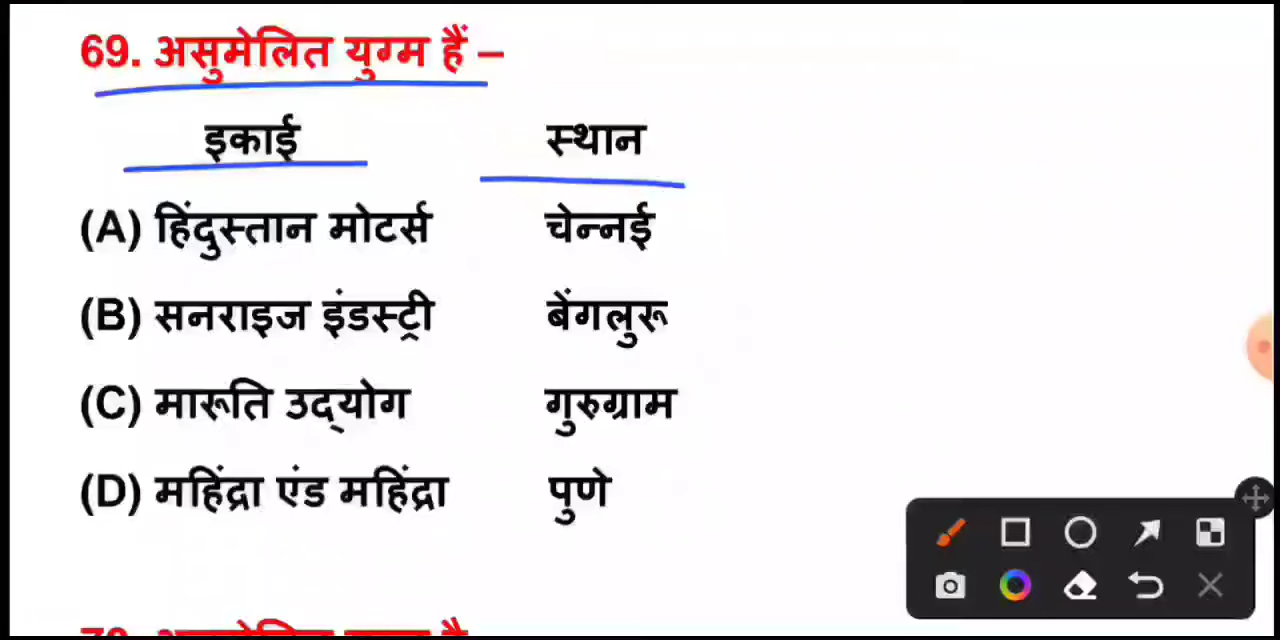 69. असुमेलित युग्म हैं –
इकाई स्थान
(A) हिंदुस्तान मोटर्स चेन्नई
(B) सनराइज इंडस्ट्री बेंगलुरू
(C) मारूति उद्योग गुरुग्राम
(D) महिंद्रा एंड महिंद्रा पुणे